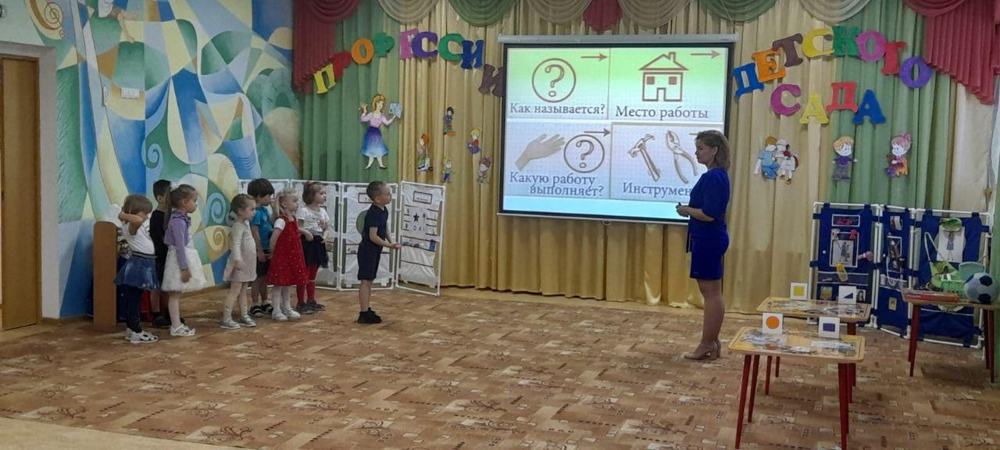 ПРОФЕССИИ
ДЕТСКОГО
САДА
Как называется?
Место работы
Какую работу
выполняет?